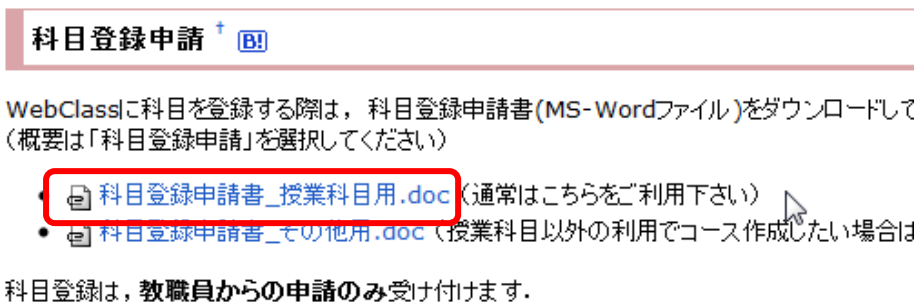 科目登録申請 † B!
WebClassに科目を登録する際は，科目登録申請書(MS-Wordファイル)をダウンロードして
（概要は「科目登録申請」を選択してください）
• 科目登録申請書_授業科目用.doc（通常はこちらをご利用下さい）
• 科目登録申請書_その他用.doc（授業科目以外の利用でコース作成したい場合は
科目登録は，教職員からの申請のみ受け付けます．